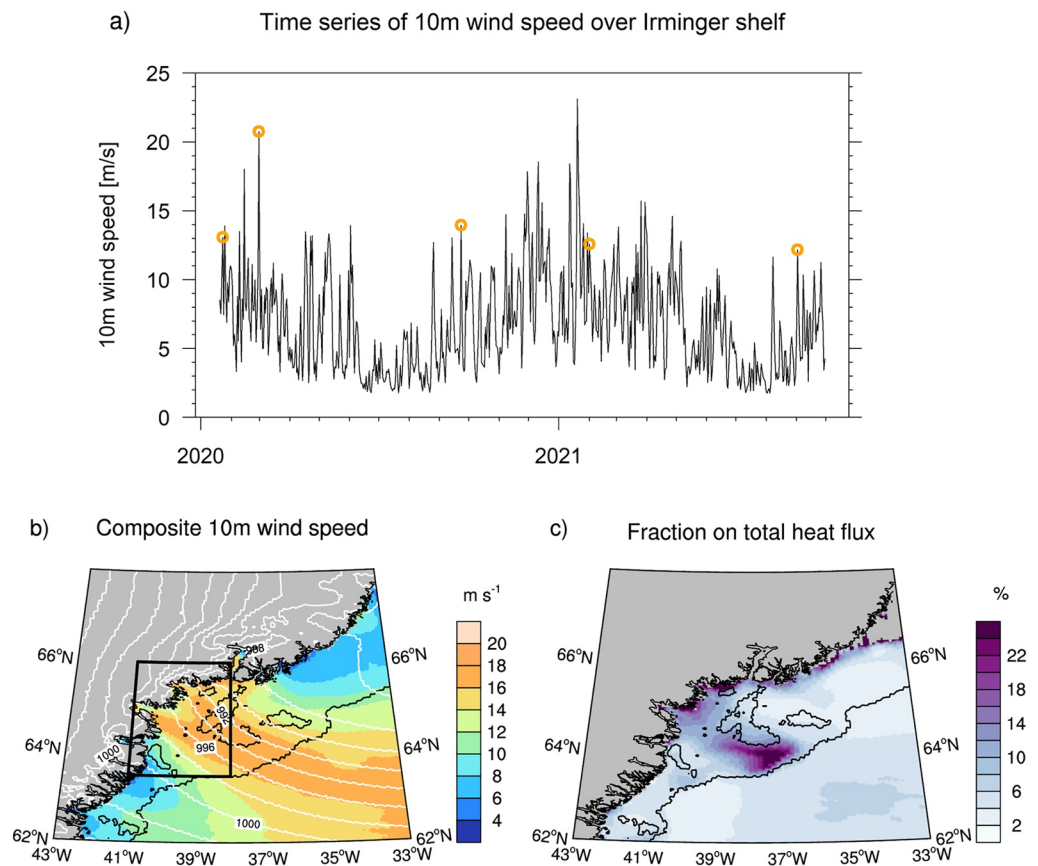 a) Time series of 10m wind speed over Irminger shelf
10m wind speed [m/s]
25
20
15
10
5
0
2020 2021
b) Composite 10m wind speed
m s⁻¹
20
18
16
14
12
10
8
6
4
988
992
996
1000
1000
66°N 66°N
64°N 64°N
62°N 62°N
43°W 41°W 39°W 37°W 35°W 33°W
c) Fraction on total heat flux
%
22
18
14
10
6
2
66°N 66°N
64°N 64°N
62°N 62°N
43°W 41°W 39°W 37°W 35°W 33°W